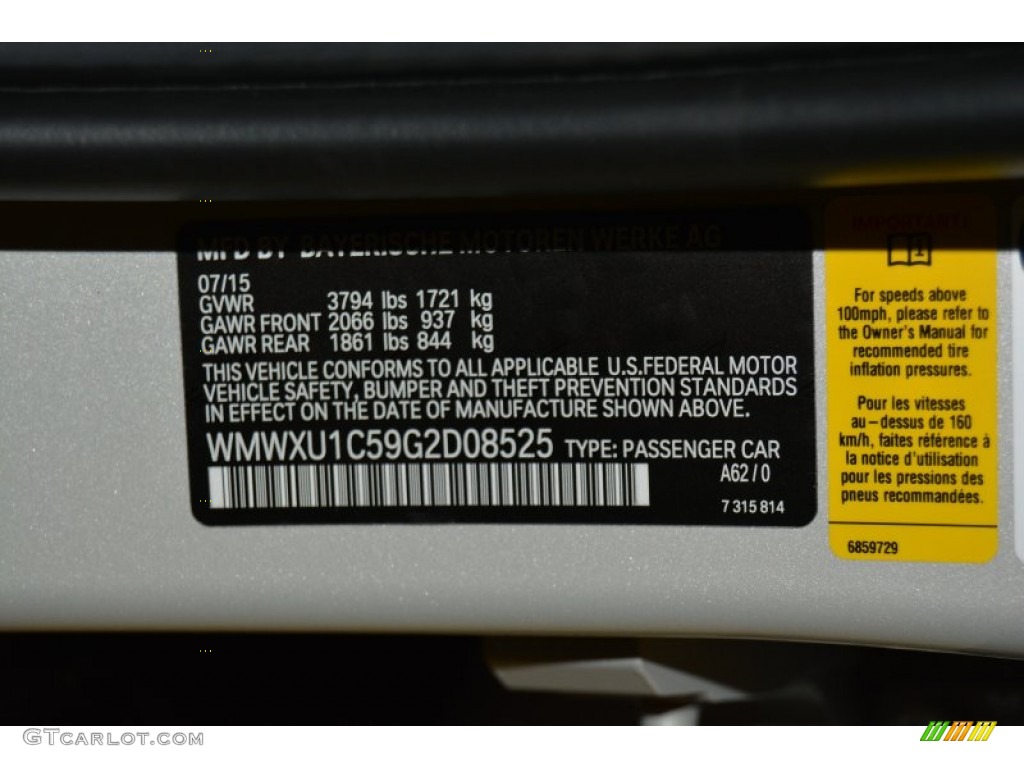 MFD BY BAYERISCHE MOTOREN WERKE AG
07/15
GVWR 3794 lbs 1721 kg
GAWR FRONT 2066 lbs 937 kg
GAWR REAR 1861 lbs 844 kg
THIS VEHICLE CONFORMS TO ALL APPLICABLE U.S.FEDERAL MOTOR
VEHICLE SAFETY, BUMPER AND THEFT PREVENTION STANDARDS
IN EFFECT ON THE DATE OF MANUFACTURE SHOWN ABOVE.
WMWXU1C59G2D08525 TYPE: PASSENGER CAR
A62/0
7 315 814
IMPORTANT!
For speeds above
100mph, please refer to
the Owner's Manual for
recommended tire
inflation pressures.
Pour les vitesses
au-dessus de 160
km/h, faites référence à
la notice d'utilisation
pour les pressions des
pneus recommandées.
6859729
GTCARLOT.COM